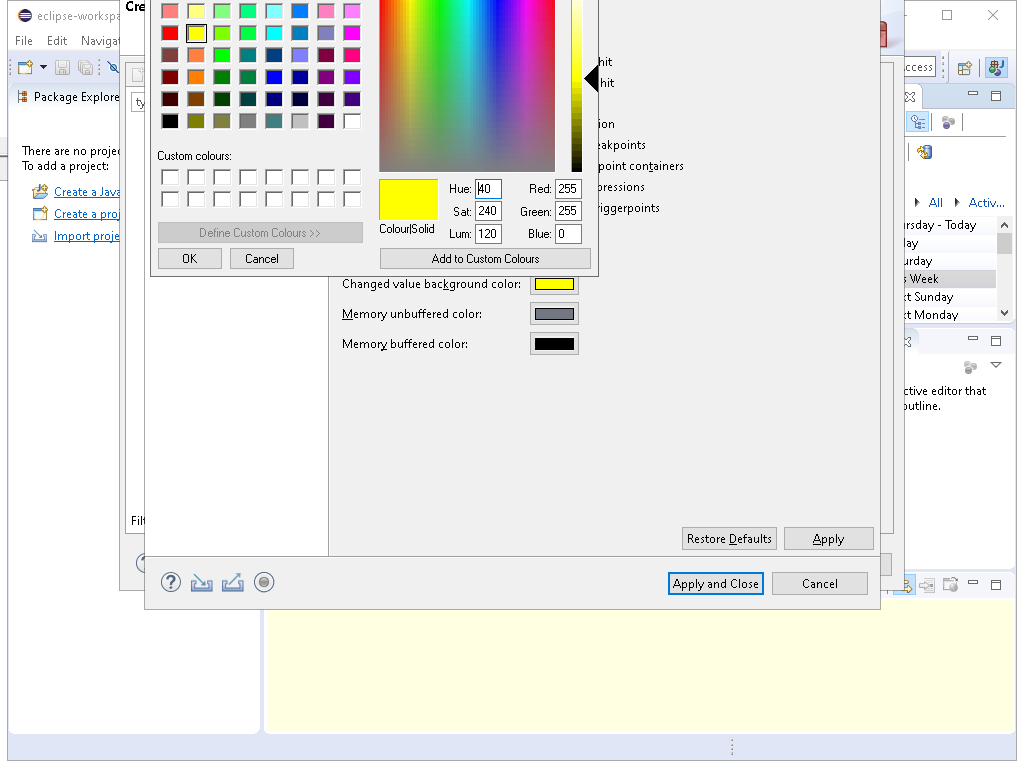 eclipse-workspa
Cre
File Edit Navigat
ccess
Package Explore
ty
There are no projec
To add a project:
Create a Java
Create a proj
Import proje
Custom colours:
Define Custom Colours >>
OK Cancel
Colour|Solid
Hue: 40 Red: 255
Sat: 240 Green: 255
Lum: 120 Blue: 0
Add to Custom Colours
hit
hit
ion
eakpoints
point containers
pressions
riggerpoints
Changed value background color:
Memory unbuffered color:
Memory buffered color:
All Activ...
ursday - Today
day
urday
s Week
xt Sunday
xt Monday
ctive editor that
outline.
Filt
Restore Defaults Apply
Apply and Close Cancel